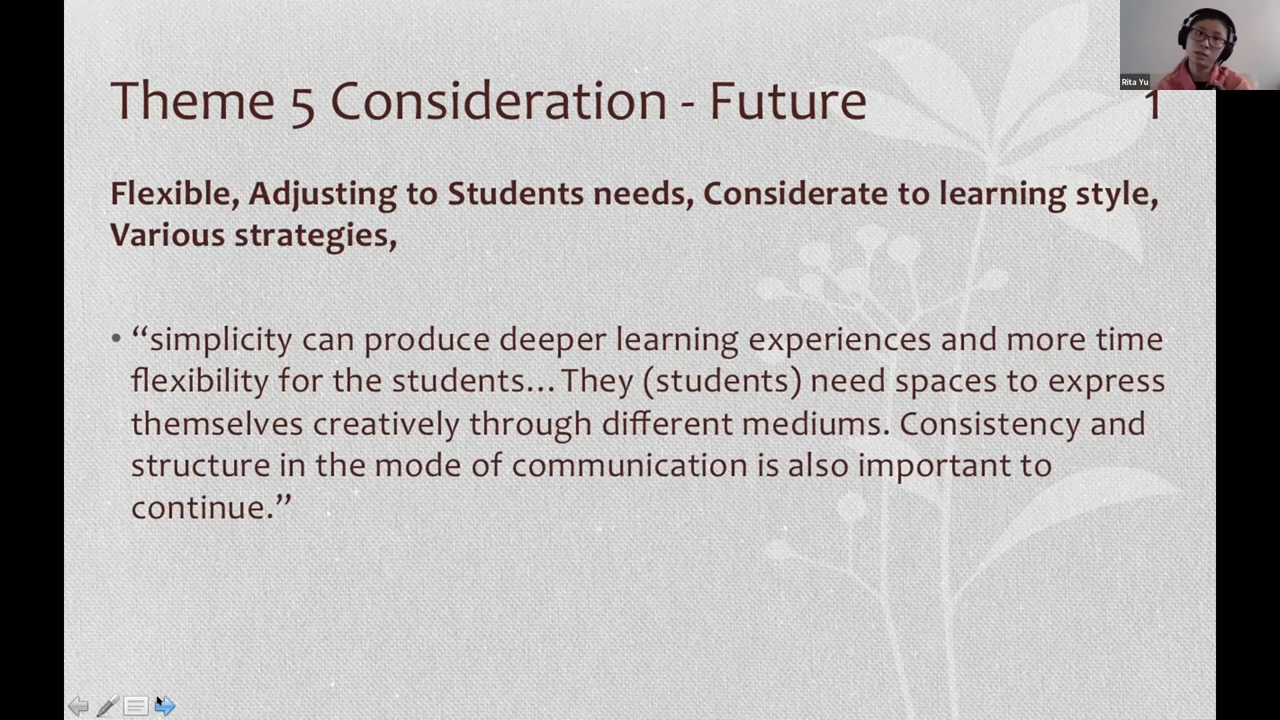 Rita Yu
Theme 5 Consideration - Future
1
Flexible, Adjusting to Students needs, Considerate to learning style,
Various strategies,
• “simplicity can produce deeper learning experiences and more time
flexibility for the students… They (students) need spaces to express
themselves creatively through different mediums. Consistency and
structure in the mode of communication is also important to
continue.”